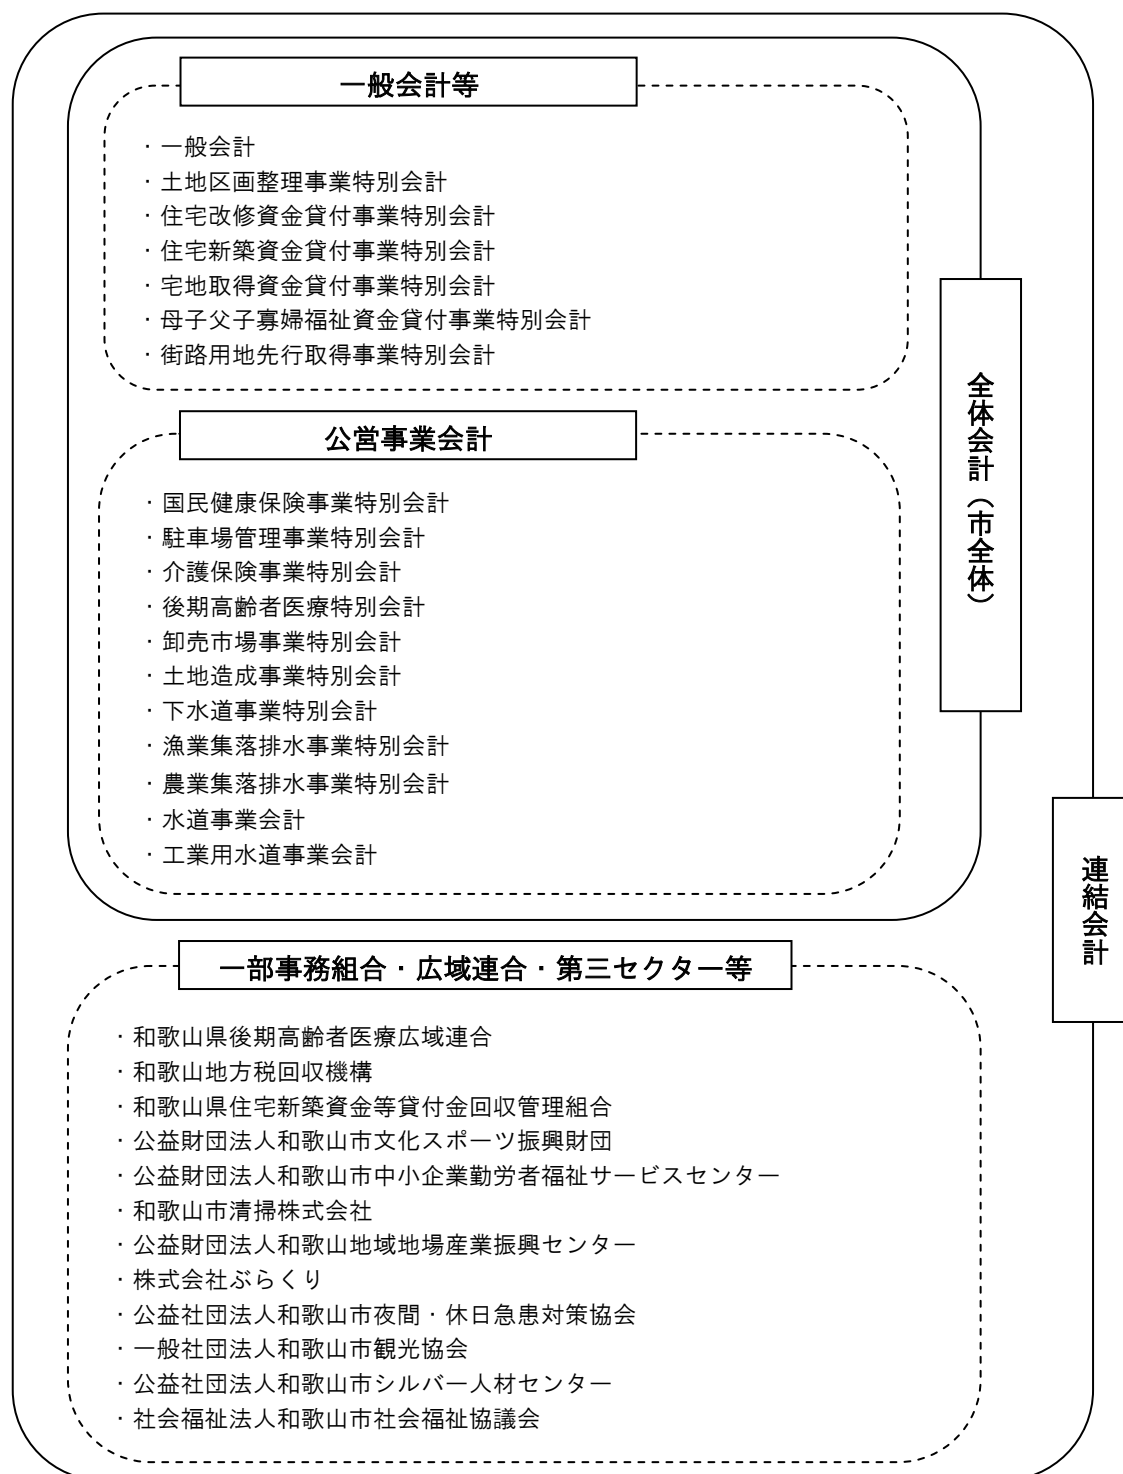 一般会計等
・一般会計
・土地区画整理事業特別会計
・住宅改修資金貸付事業特別会計
・住宅新築資金貸付事業特別会計
・宅地取得資金貸付事業特別会計
・母子父子寡婦福祉資金貸付事業特別会計
・街路用地先行取得事業特別会計
公営事業会計
・国民健康保険事業特別会計
・駐車場管理事業特別会計
・介護保険事業特別会計
・後期高齢者医療特別会計
・卸売市場事業特別会計
・土地造成事業特別会計
・下水道事業特別会計
・漁業集落排水事業特別会計
・農業集落排水事業特別会計
・水道事業会計
・工業用水道事業会計
全体会計（市全体）
一部事務組合・広域連合・第三セクター等
・和歌山県後期高齢者医療広域連合
・和歌山地方税回収機構
・和歌山県住宅新築資金等貸付金回収管理組合
・公益財団法人和歌山市文化スポーツ振興財団
・公益財団法人和歌山市中小企業勤労者福祉サービスセンター
・和歌山市清掃株式会社
・公益財団法人和歌山地域地場産業振興センター
・株式会社ぶらくり
・公益社団法人和歌山市夜間・休日急患対策協会
・一般社団法人和歌山市観光協会
・公益社団法人和歌山市シルバー人材センター
・社会福祉法人和歌山市社会福祉協議会
連結会計